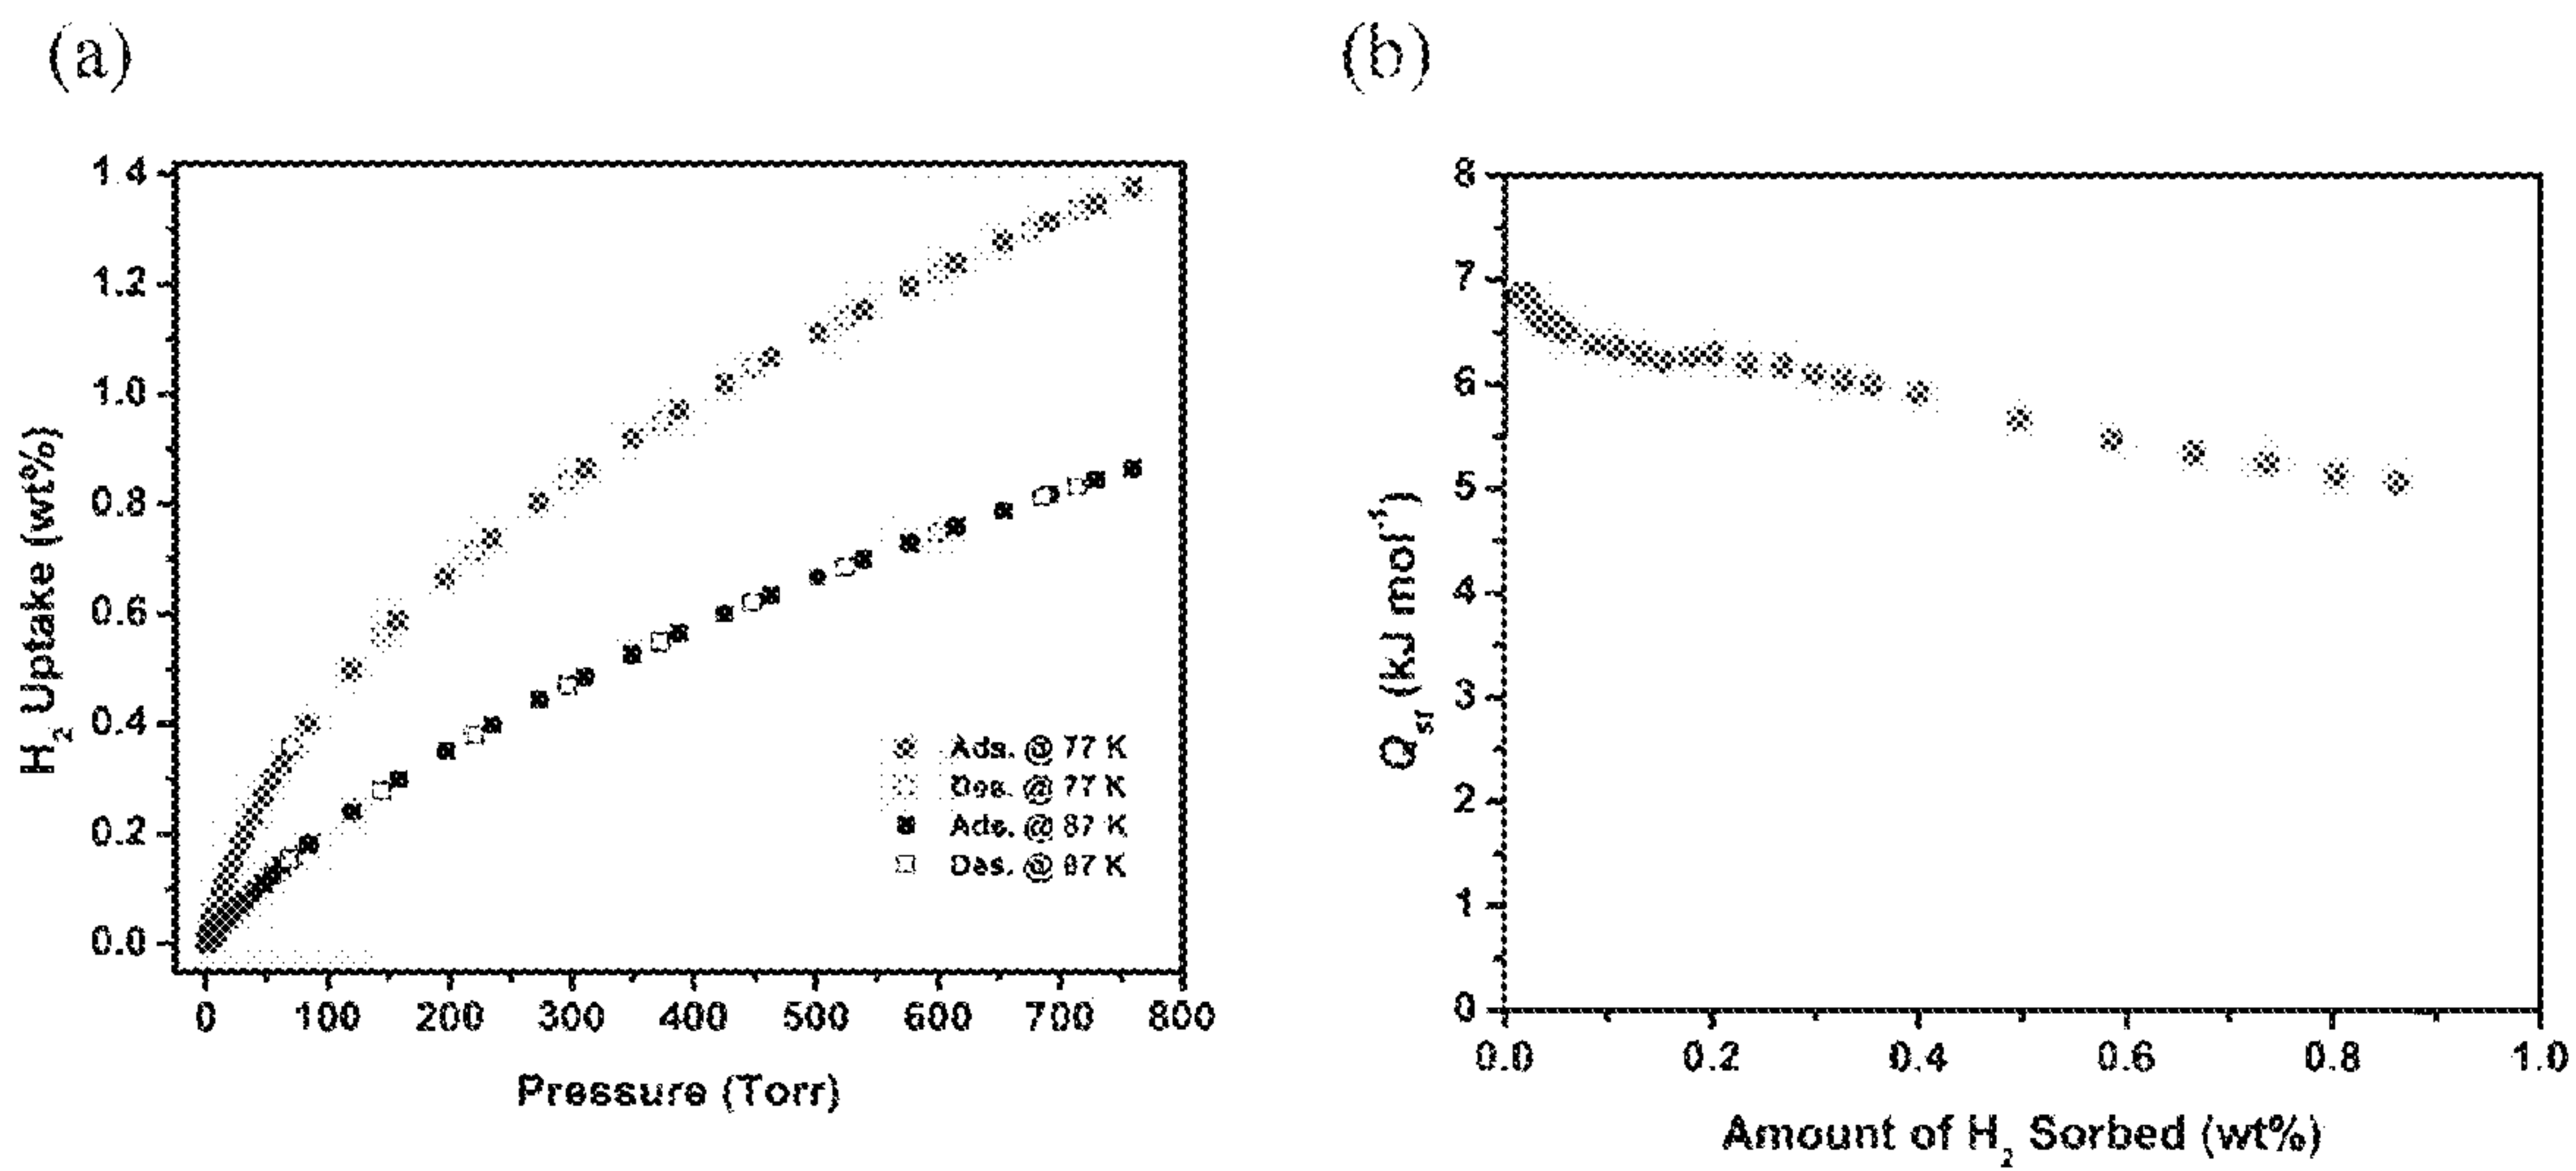 (a)
1.4
1.2
1.0
0.8
0.6
0.4
0.2
0.0
H2 Uptake (wt%)
Ads. @ 77 K
Des. @ 77 K
Ads. @ 87 K
Des. @ 87 K
0 100 200 300 400 500 600 700 800
Pressure (Torr)
(b)
8
7
6
5
4
3
2
1
0
Qst (kJ mol-1)
0.0 0.2 0.4 0.6 0.8 1.0
Amount of H2 Sorbed (wt%)